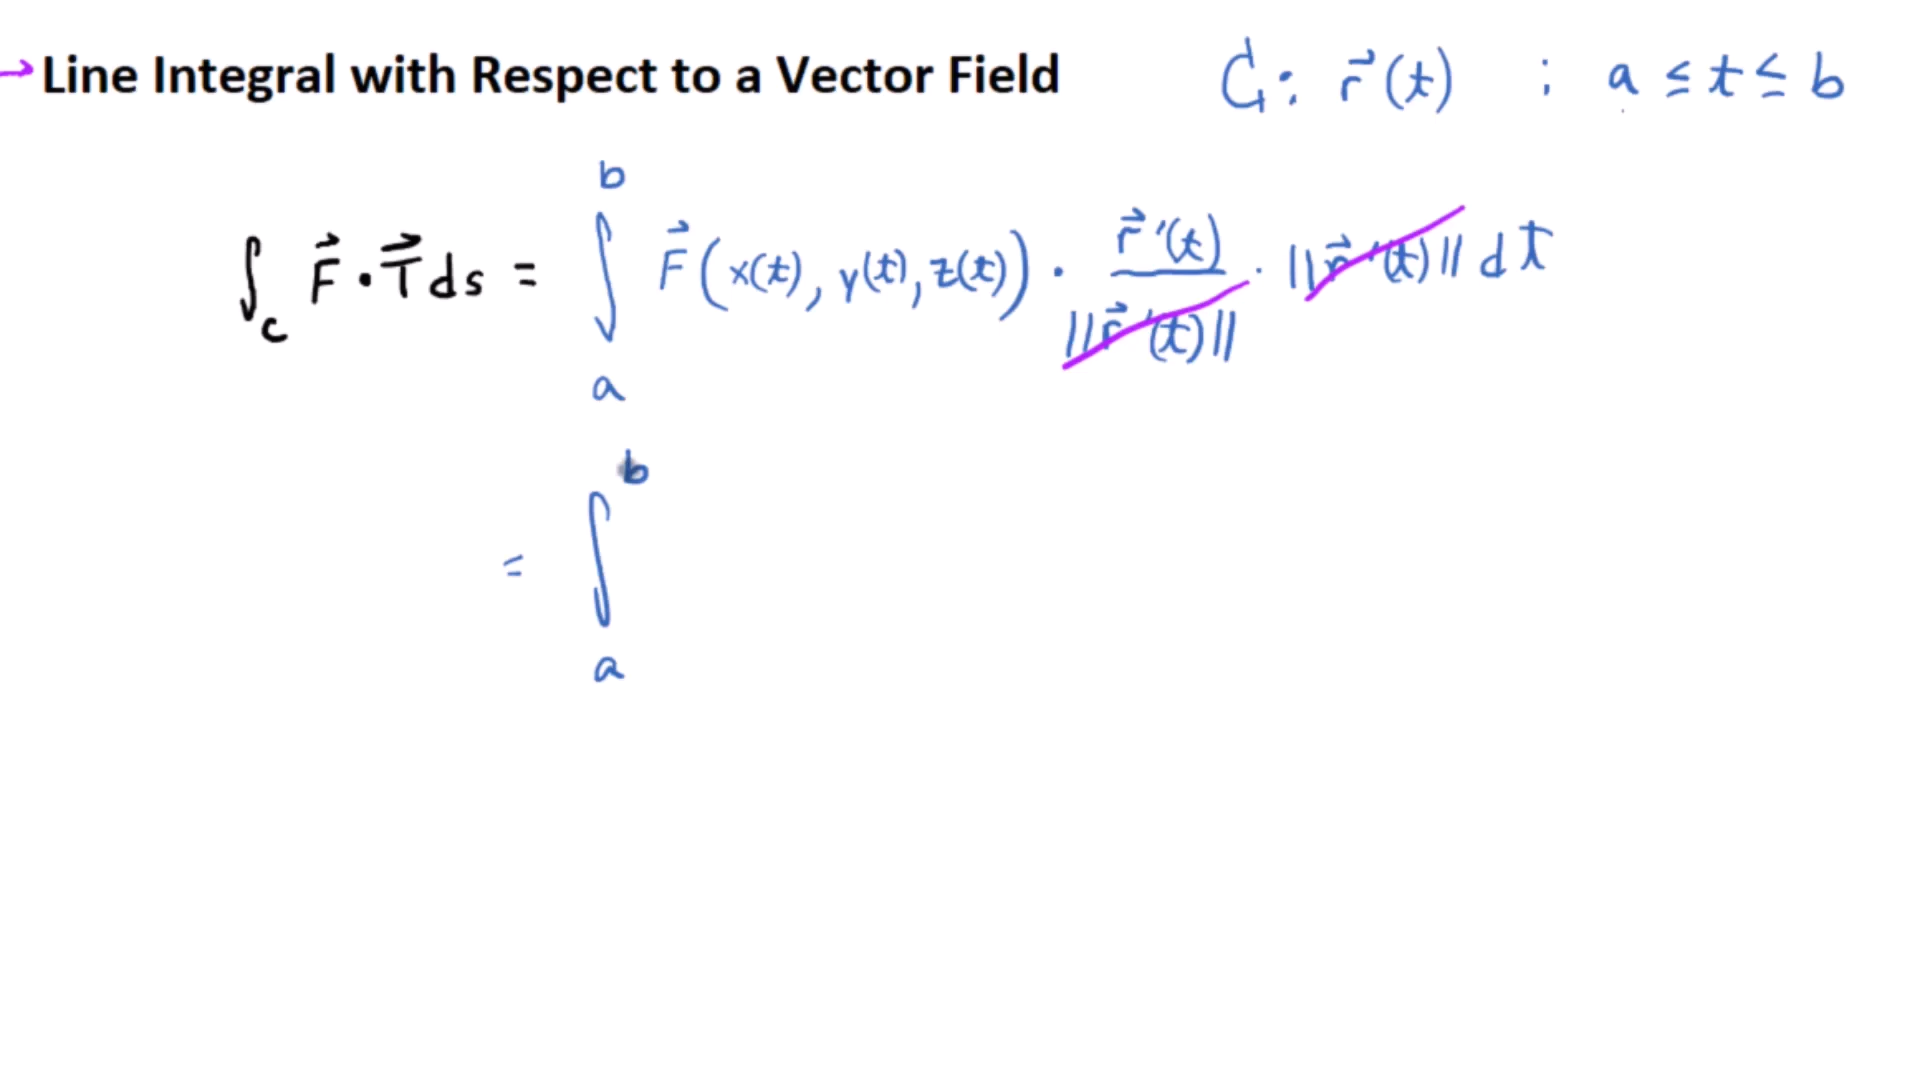 → Line Integral with Respect to a Vector Field C: r⃗(t) ; a ≤ t ≤ b
∫_C F⃗ · T⃗ ds = ∫_a^b F⃗(x(t), y(t), z(t)) · r⃗'(t) / ||r⃗'(t)|| · ||r⃗'(t)|| dt
= ∫_a^b